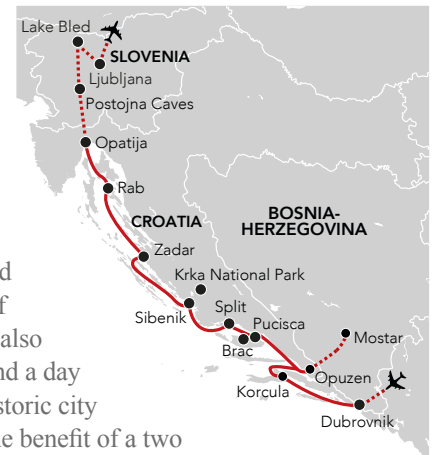 Lake Bled
SLOVENIA
Ljubljana
Postojna Caves
Opatija
Rab
CROATIA
BOSNIA-
HERZEGOVINA
Zadar
Krka National Park
Sibenik
Split
Pucisca
Brac
Mostar
Opuzen
Korcula
Dubrovnik
also
nd a day
storic city
e benefit of a two